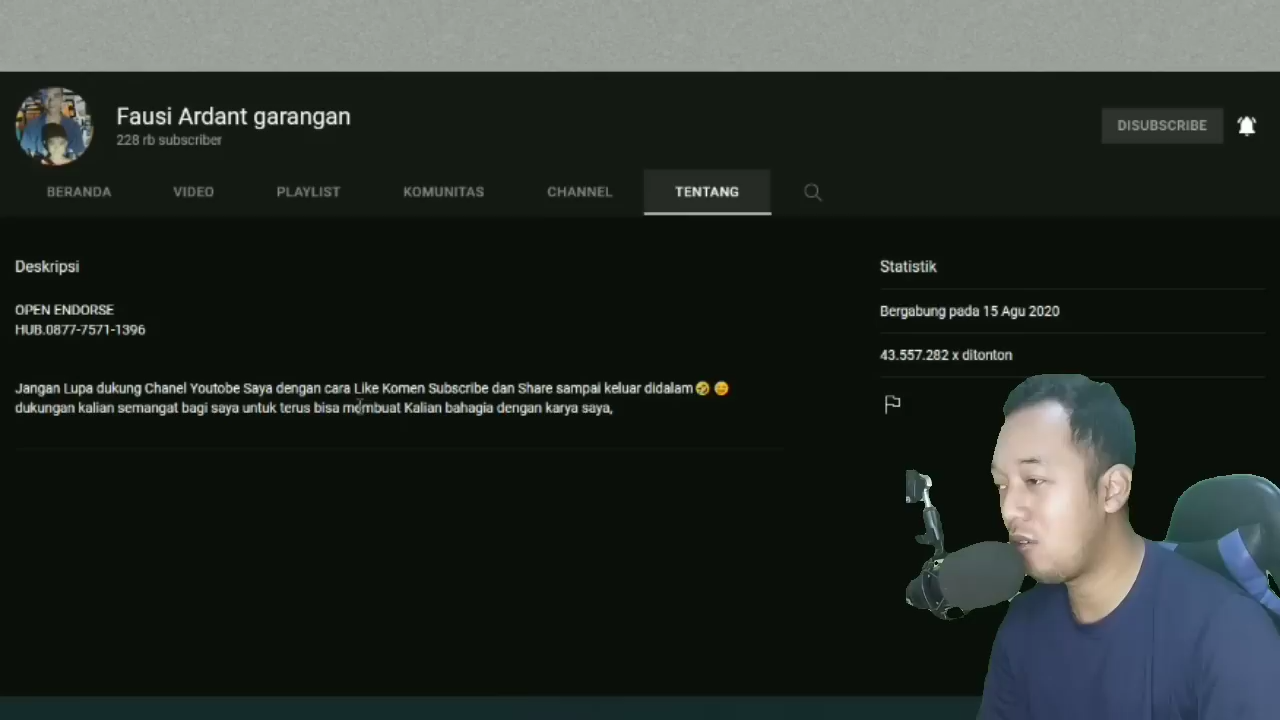 Fausi Ardant garangan
228 rb subscriber
DISUBSCRIBE
BERANDA
VIDEO
PLAYLIST
KOMUNITAS
CHANNEL
TENTANG
Deskripsi
OPEN ENDORSE
HUB.0877-7571-1396
Jangan Lupa dukung Chanel Youtobe Saya dengan cara Like Komen Subscribe dan Share sampai keluar didalam🤣 😅
dukungan kalian semangat bagi saya untuk terus bisa membuat Kalian bahagia dengan karya saya,
Statistik
Bergabung pada 15 Agu 2020
43.557.282 x ditonton